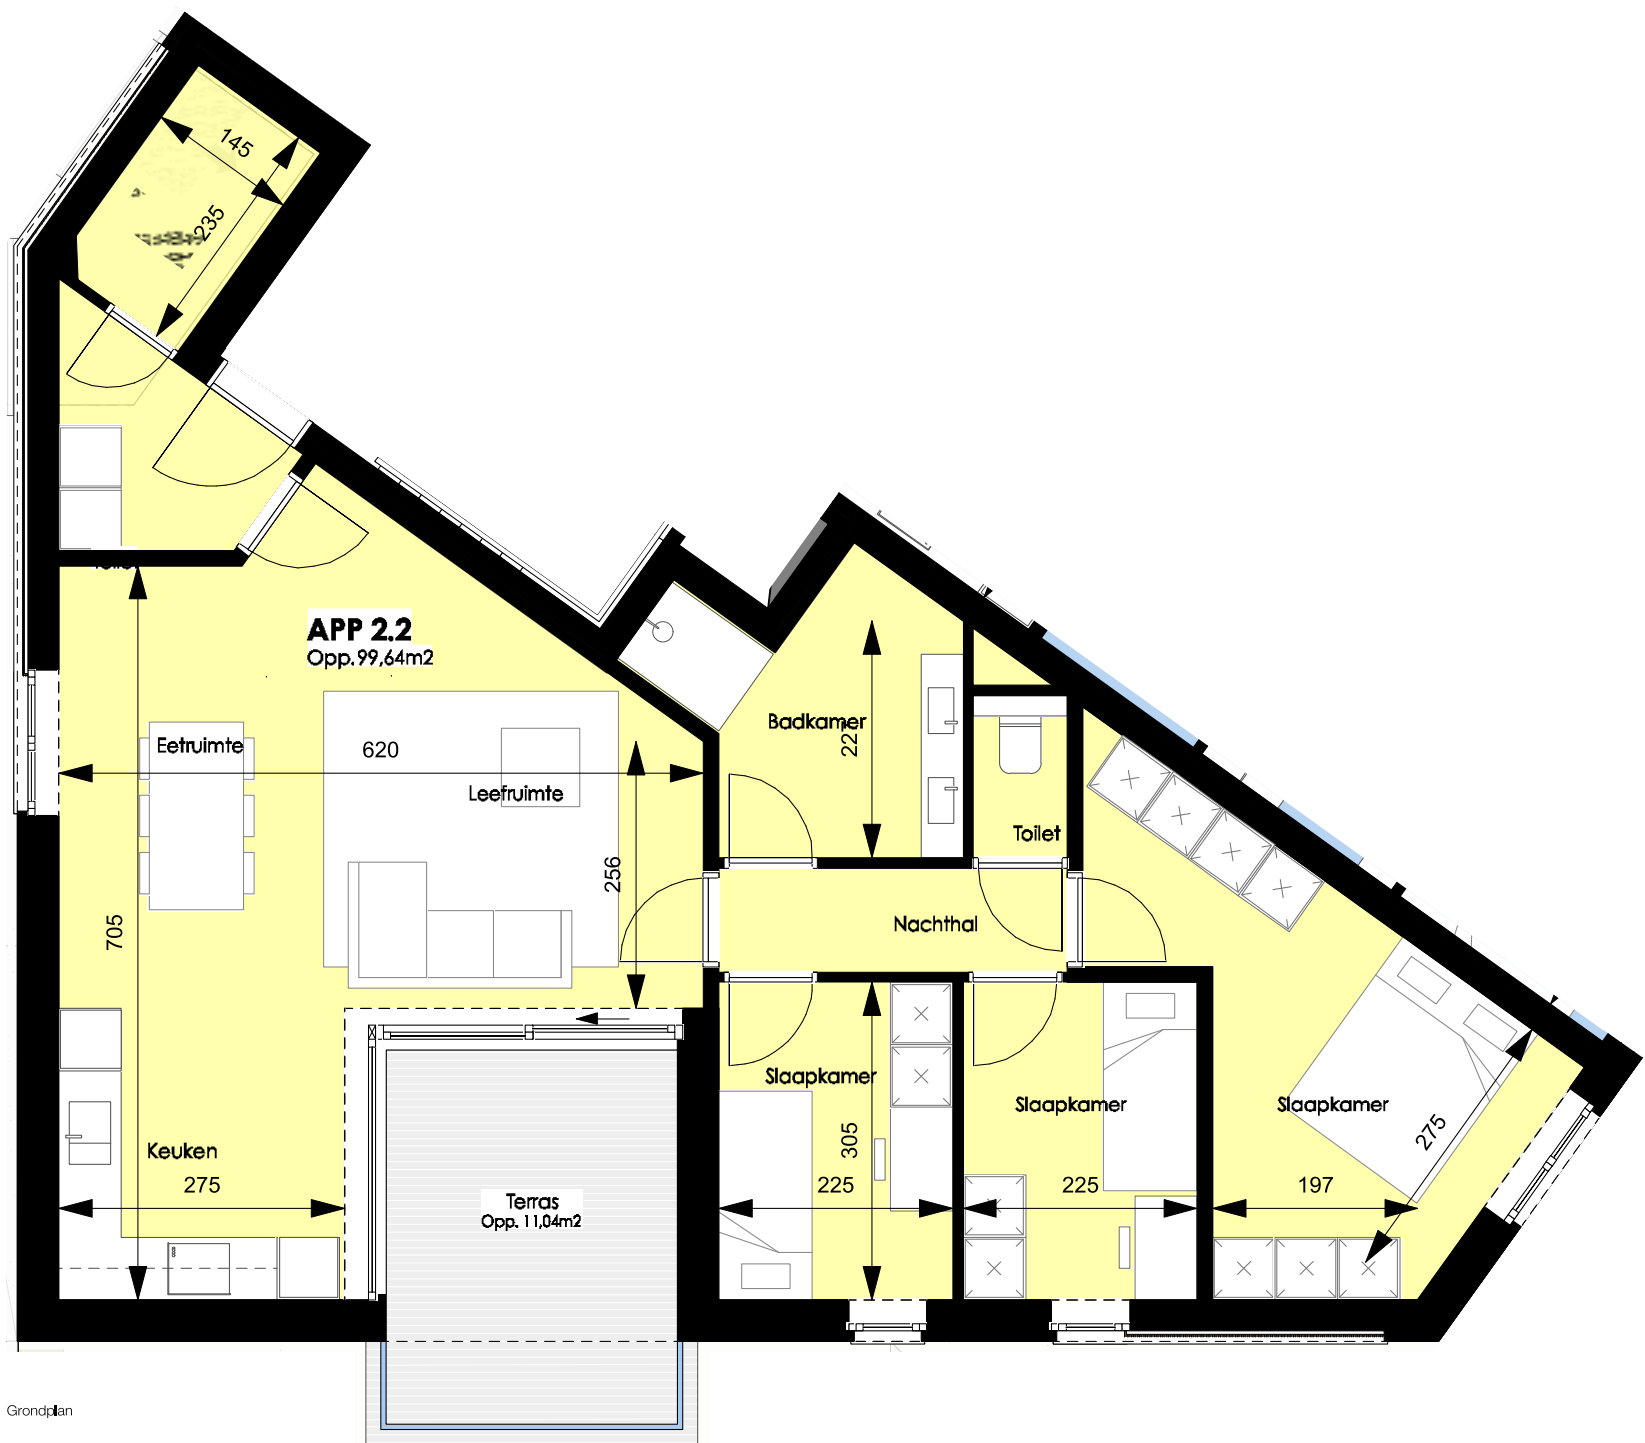 145
235
APP 2.2
Opp. 99,64m2
Badkamer
Eetruimte
620
Leefruimte
Toilet
256
705
Nachthal
Slaapkamer
Slaapkamer
Slaapkamer
305
275
Keuken
275
225
225
197
Terras
Opp. 11,04m2
Grondplan